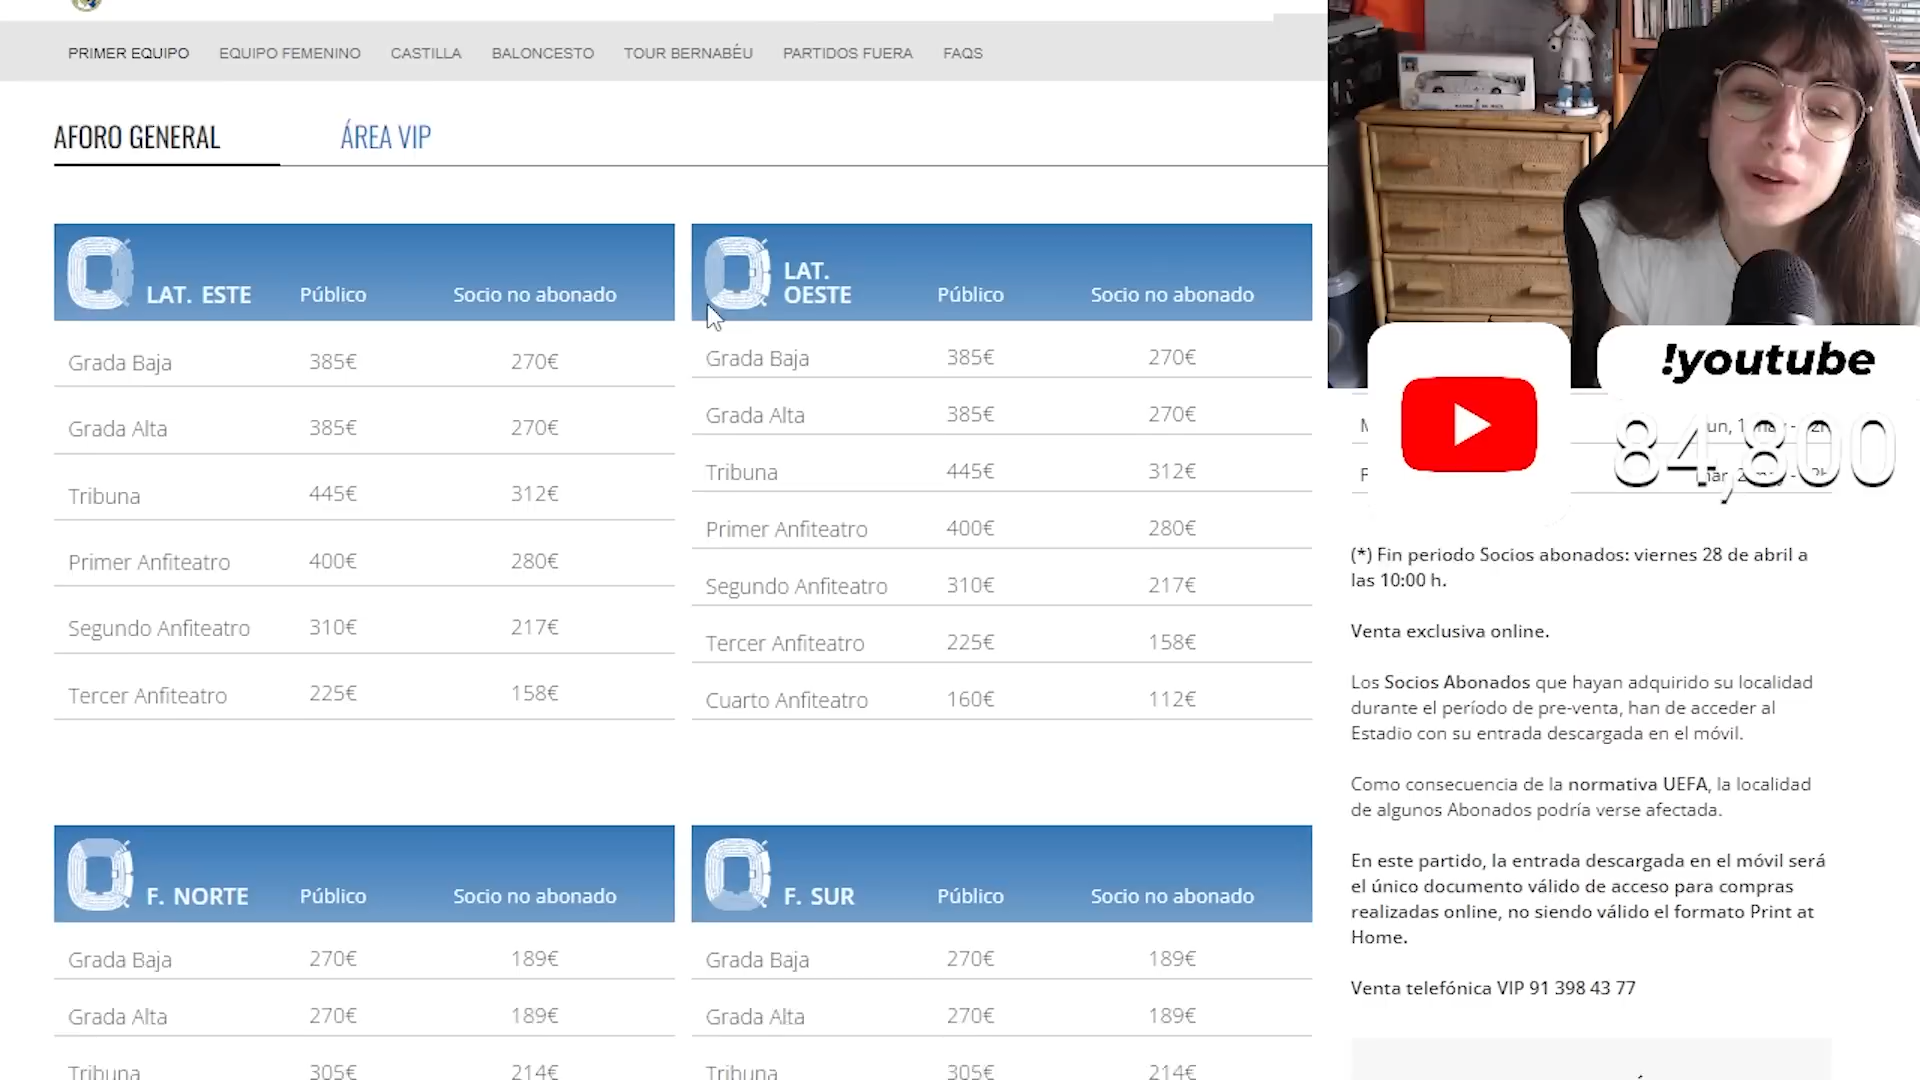 PRIMER EQUIPO EQUIPO FEMENINO CASTILLA BALONCESTO TOUR BERNABÉU PARTIDOS FUERA FAQS
AFORO GENERAL ÁREA VIP
LAT. ESTE Público Socio no abonado
Grada Baja 385€ 270€
Grada Alta 385€ 270€
Tribuna 445€ 312€
Primer Anfiteatro 400€ 280€
Segundo Anfiteatro 310€ 217€
Tercer Anfiteatro 225€ 158€
LAT.
OESTE Público Socio no abonado
Grada Baja 385€ 270€
Grada Alta 385€ 270€
Tribuna 445€ 312€
Primer Anfiteatro 400€ 280€
Segundo Anfiteatro 310€ 217€
Tercer Anfiteatro 225€ 158€
Cuarto Anfiteatro 160€ 112€
F. NORTE Público Socio no abonado
Grada Baja 270€ 189€
Grada Alta 270€ 189€
Tribuna 305€ 214€
F. SUR Público Socio no abonado
Grada Baja 270€ 189€
Grada Alta 270€ 189€
Tribuna 305€ 214€
!youtube
84,800
(*) Fin periodo Socios abonados: viernes 28 de abril a
las 10:00 h.
Venta exclusiva online.
Los Socios Abonados que hayan adquirido su localidad
durante el período de pre-venta, han de acceder al
Estadio con su entrada descargada en el móvil.
Como consecuencia de la normativa UEFA, la localidad
de algunos Abonados podría verse afectada.
En este partido, la entrada descargada en el móvil será
el único documento válido de acceso para compras
realizadas online, no siendo válido el formato Print at
Home.
Venta telefónica VIP 91 398 43 77